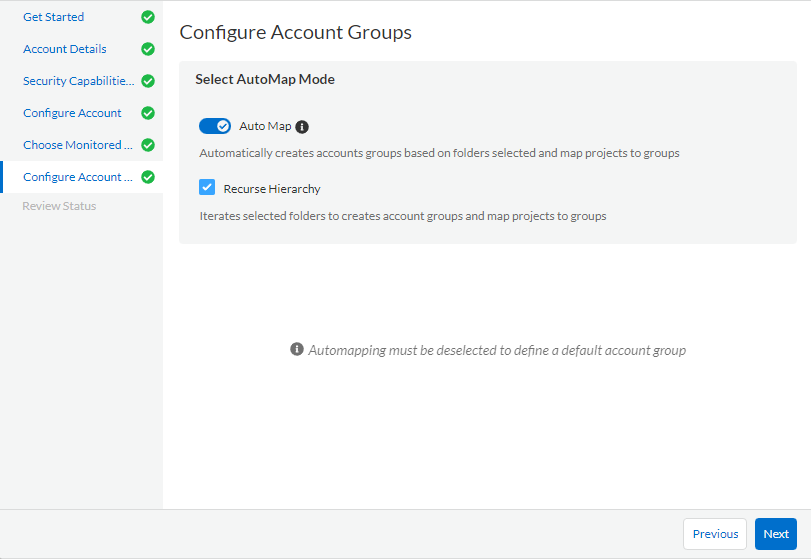 Get Started
Account Details
Security Capabilitie...
Configure Account
Choose Monitored ...
Configure Account ...
Review Status
Configure Account Groups
Select AutoMap Mode
Auto Map
Automatically creates accounts groups based on folders selected and map projects to groups
Recurse Hierarchy
Iterates selected folders to creates account groups and map projects to groups
Automapping must be deselected to define a default account group
Previous
Next